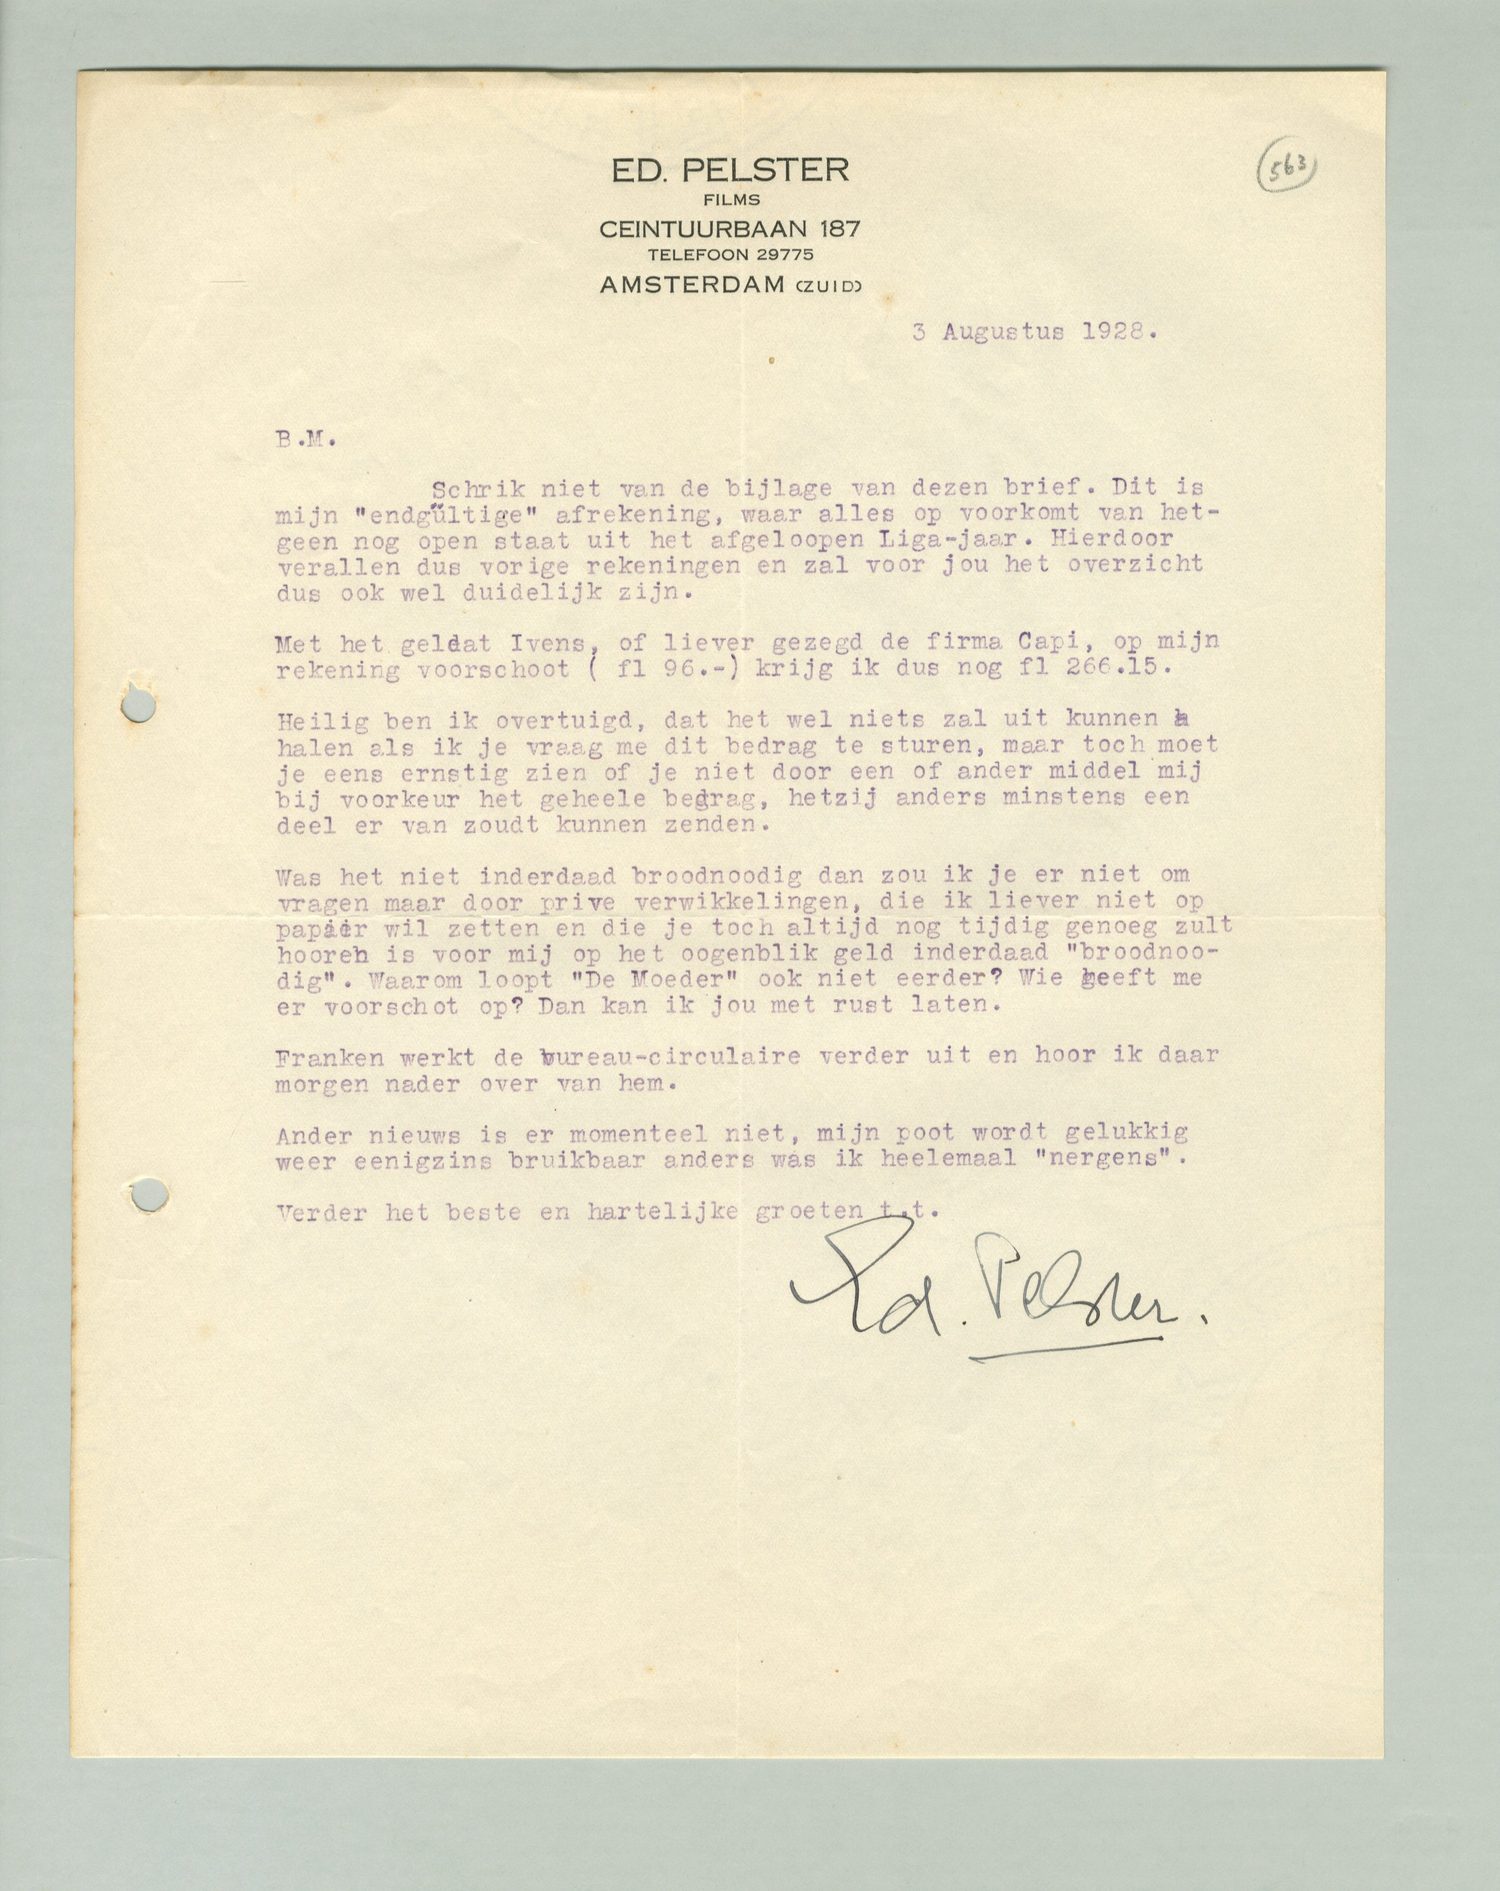 ED. PELSTER
FILMS
CEINTUURBAAN 187
TELEFOON 29775
AMSTERDAM (ZUID)
563
3 Augustus 1928.
B.M.
Schrik niet van de bijlage van dezen brief. Dit is
mijn "endgültige" afrekening, waar alles op voorkomt van het-
geen nog open staat uit het afgeloopen Liga-jaar. Hierdoor
verallen dus vorige rekeningen en zal voor jou het overzicht
dus ook wel duidelijk zijn.
Met het geldat Ivens, of liever gezegd de firma Capi, op mijn
rekening voorschoot ( fl 96.-) krijg ik dus nog fl 266.15.
Heilig ben ik overtuigd, dat het wel niets zal uit kunnen h
halen als ik je vraag me dit bedrag te sturen, maar toch moet
je eens ernstig zien of je niet door een of ander middel mij
bij voorkeur het geheele bedrag, hetzij anders minstens een
deel er van zoudt kunnen zenden.
Was het niet inderdaad broodnoodig dan zou ik je er niet om
vragen maar door prive verwikkelingen, die ik liever niet op
papier wil zetten en die je toch altijd nog tijdig genoeg zult
hooren is voor mij op het oogenblik geld inderdaad "broodnoo-
dig". Waarom loopt "De Moeder" ook niet eerder? Wie geeft me
er voorschot op? Dan kan ik jou met rust laten.
Franken werkt de bureau-circulaire verder uit en hoor ik daar
morgen nader over van hem.
Ander nieuws is er momenteel niet, mijn poot wordt gelukkig
weer eenigzins bruikbaar anders was ik heelemaal "nergens".
Verder het beste en hartelijke groeten t.t.
Ed. Pelster.